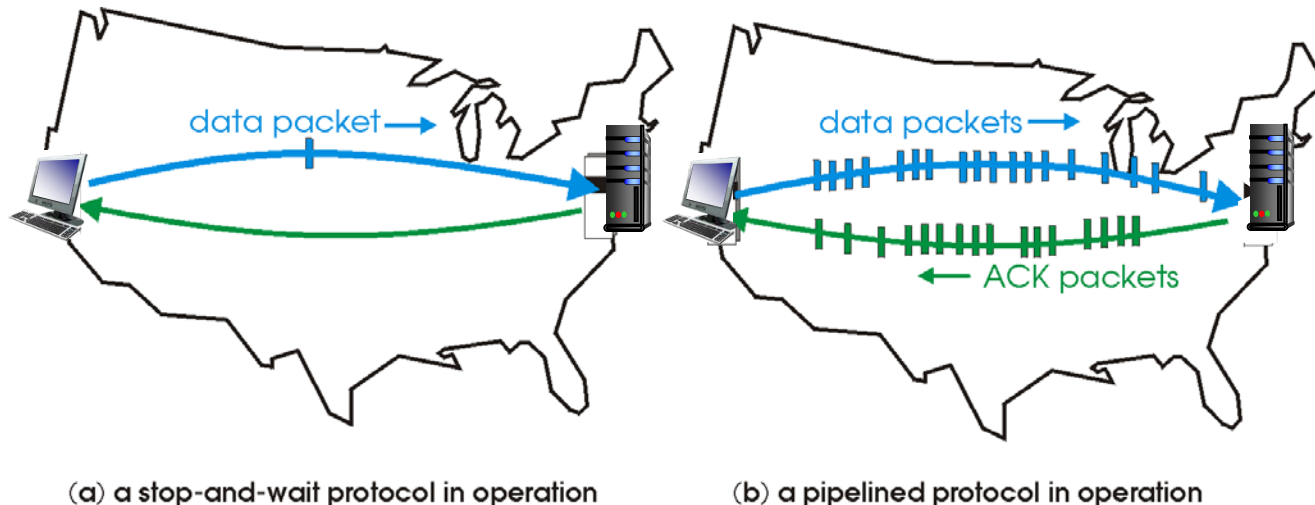 data packet
data packets
ACK packets
(a) a stop-and-wait protocol in operation
(b) a pipelined protocol in operation